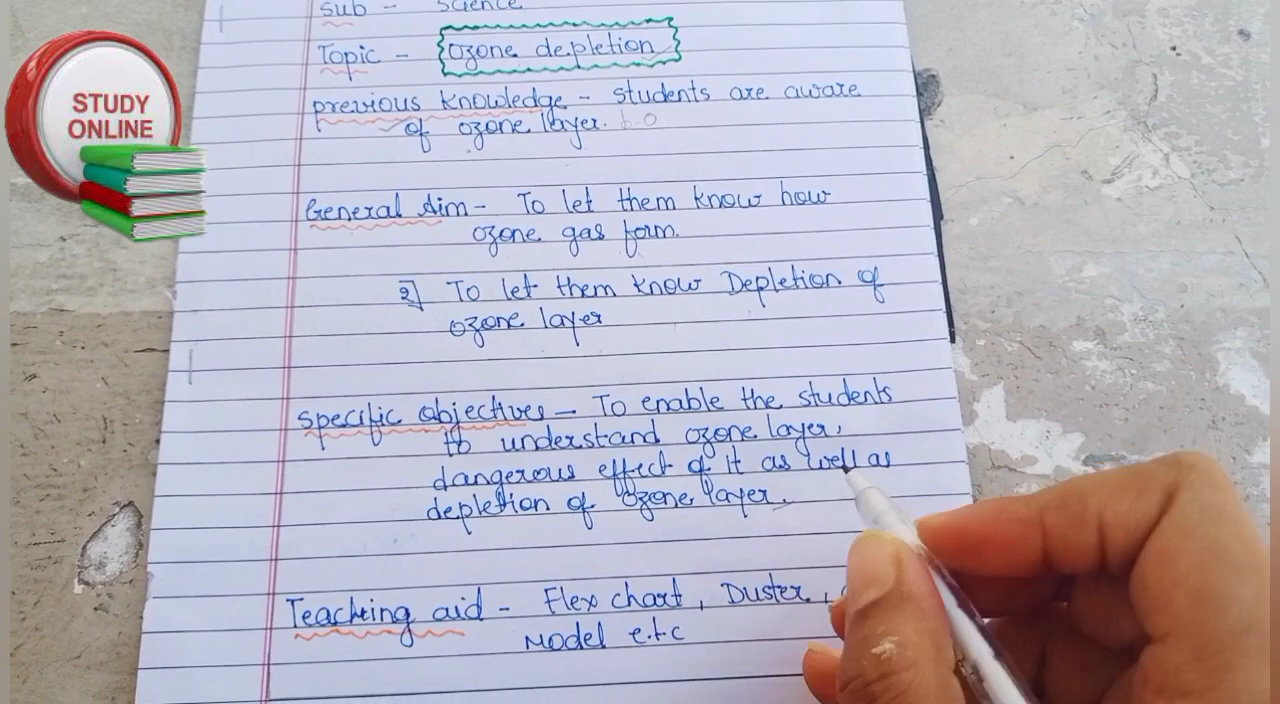 STUDY
ONLINE
Sub - Science
Topic - Ozone depletion
previous knowledge - students are aware
of ozone layer.
General Aim - To let them know how
ozone gas form.
2] To let them know Depletion of
ozone layer
specific objectives - To enable the students
to understand ozone layer,
dangerous effect of it as well as
depletion of ozone layer.
Teaching aid - Flex chart, Duster,
Model e.t.c